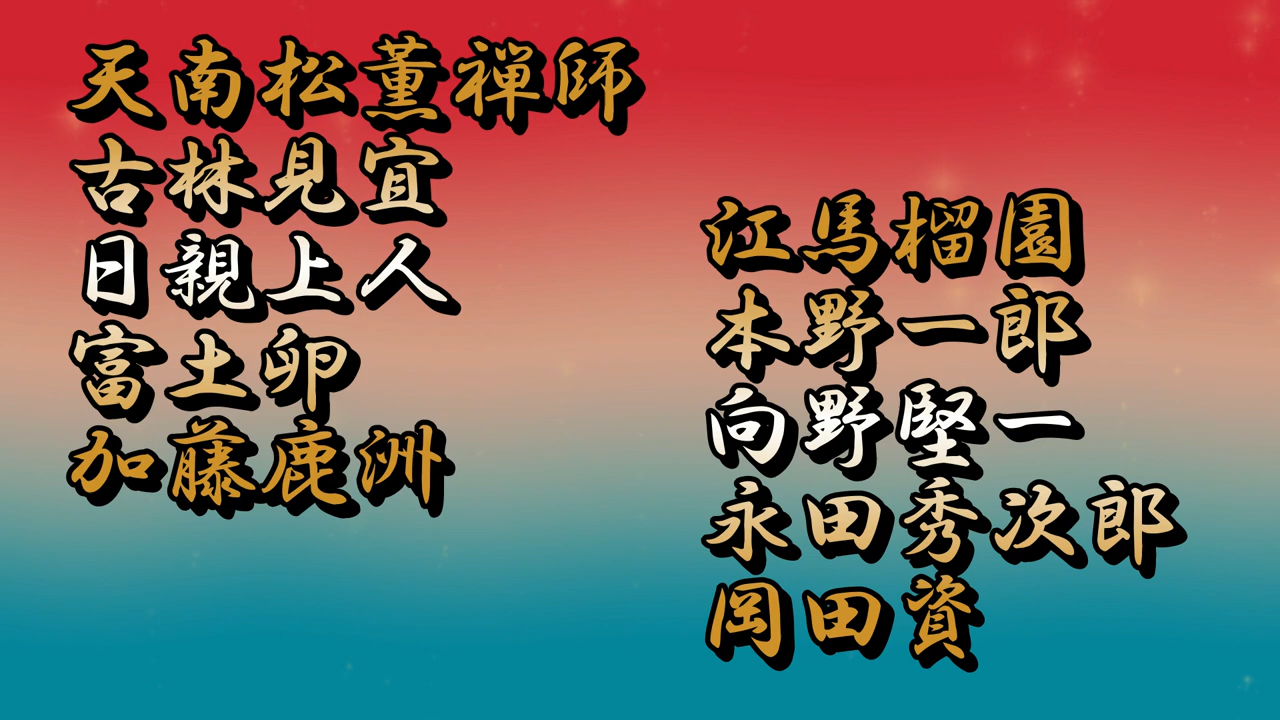 天南松薫禅師
古林見宜
日親上人
富土卯
加藤鹿洲
江馬榴園
本野一郎
向野堅一
永田秀次郎
岡田資